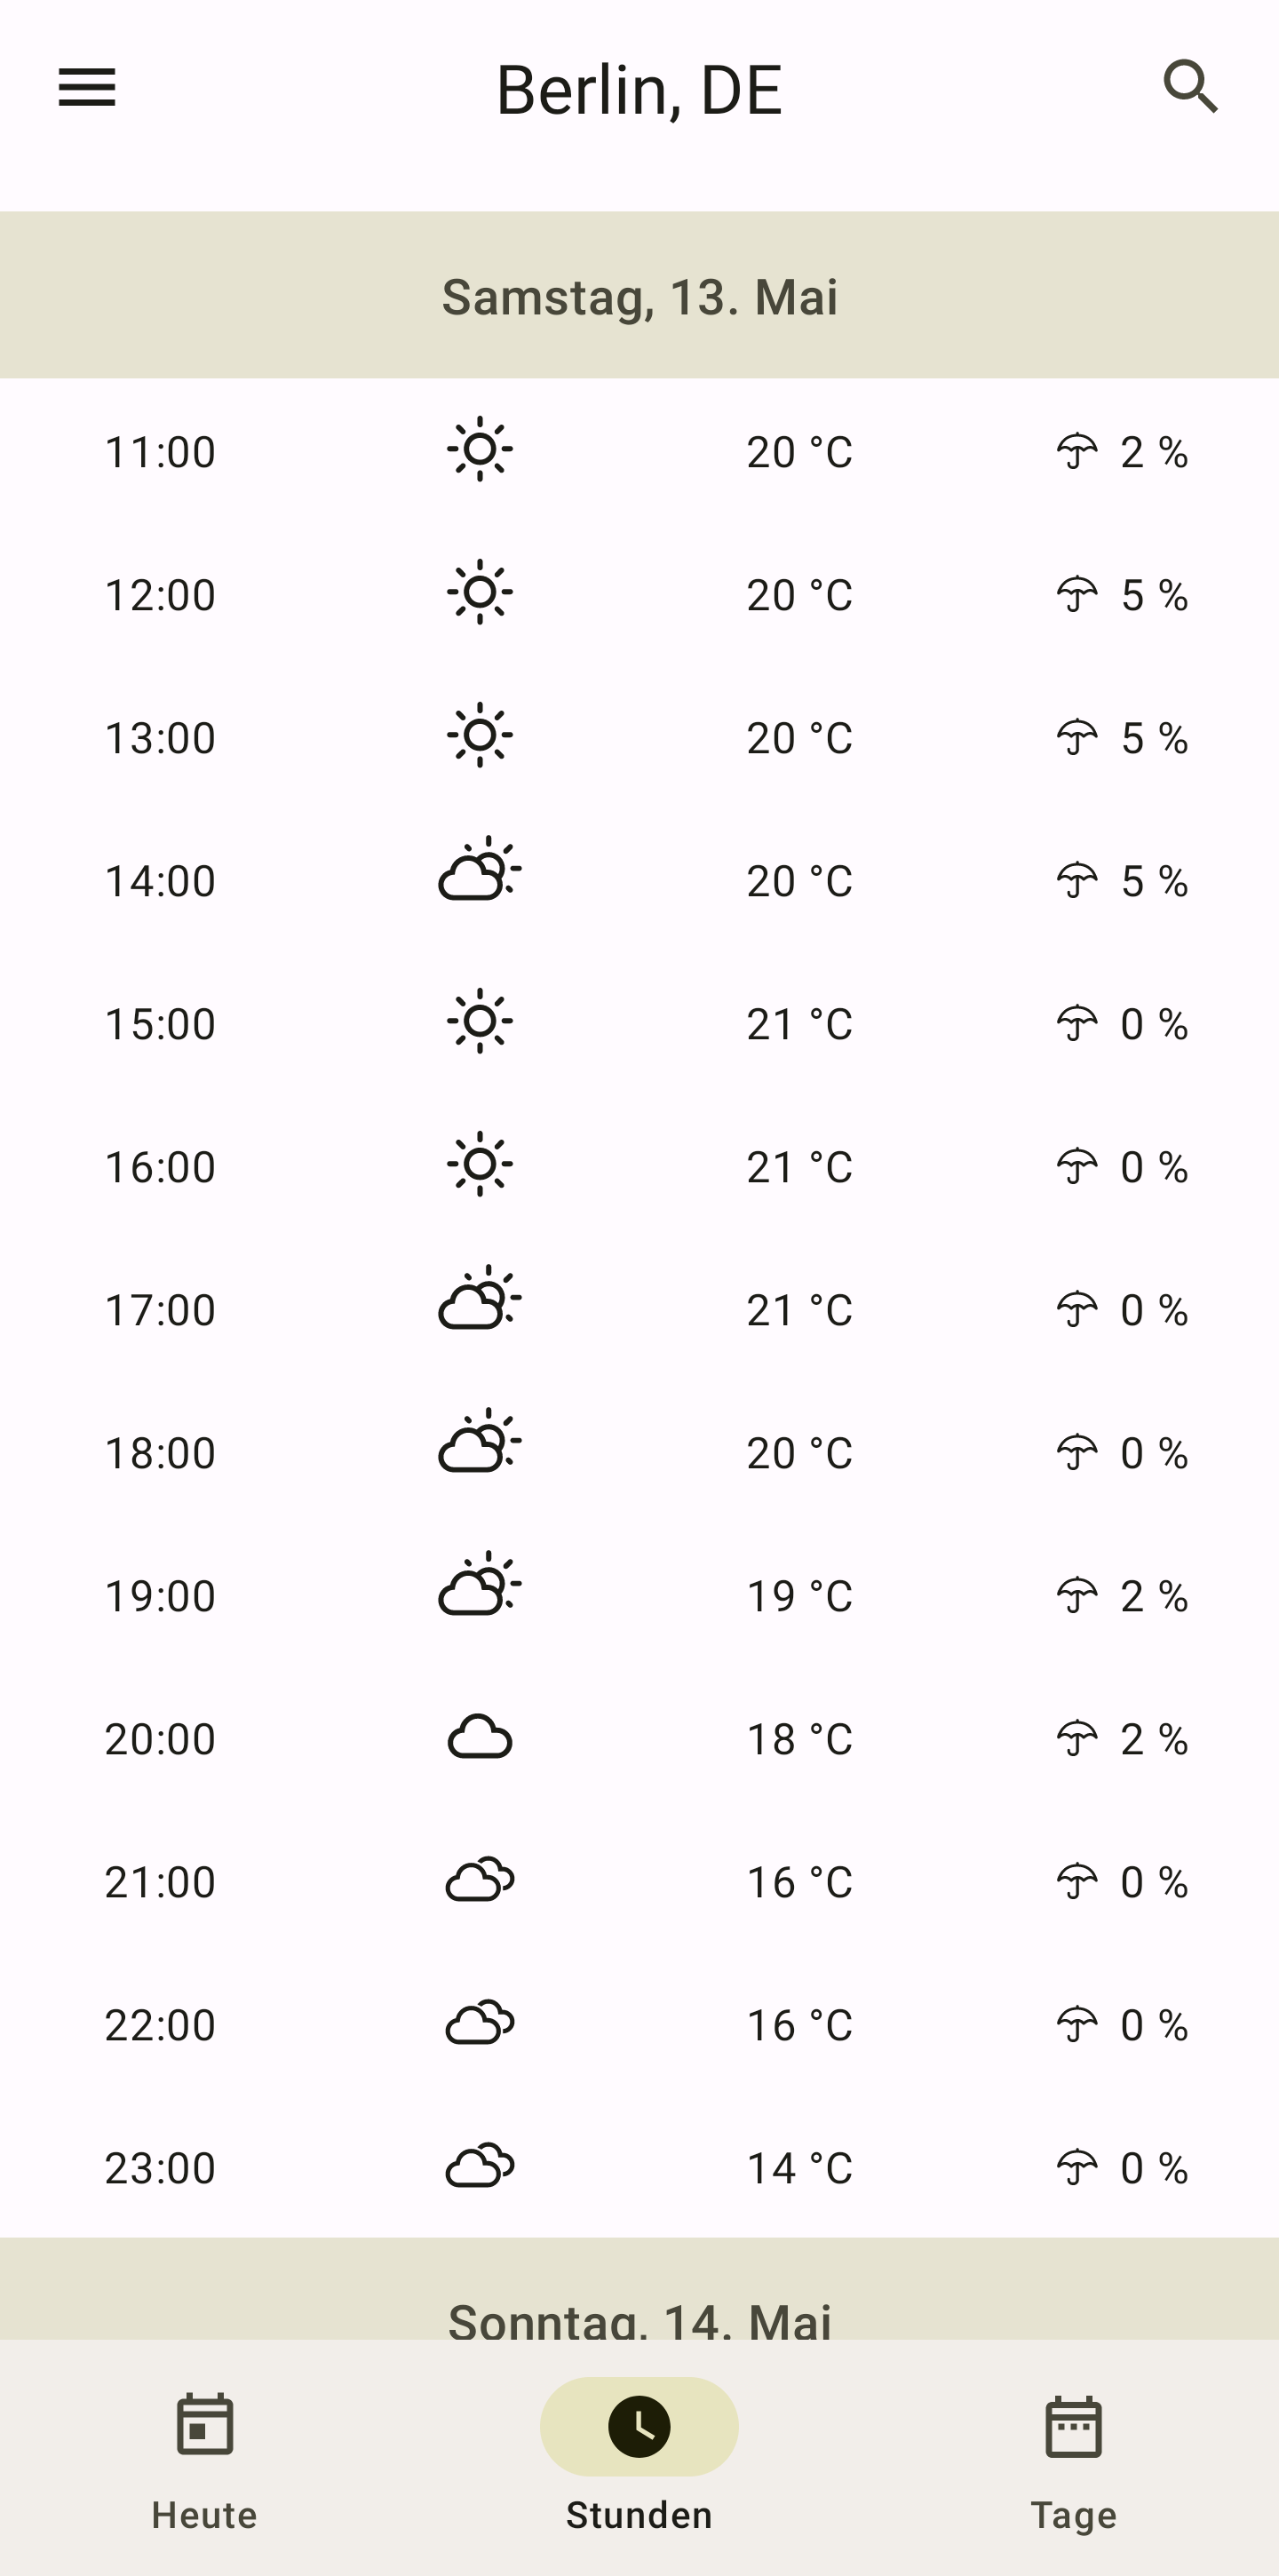 Berlin, DE
Samstag, 13. Mai
11:00 20 °C 2 %
12:00 20 °C 5 %
13:00 20 °C 5 %
14:00 20 °C 5 %
15:00 21 °C 0 %
16:00 21 °C 0 %
17:00 21 °C 0 %
18:00 20 °C 0 %
19:00 19 °C 2 %
20:00 18 °C 2 %
21:00 16 °C 0 %
22:00 16 °C 0 %
23:00 14 °C 0 %
Sonntag, 14. Mai
Heute Stunden Tage